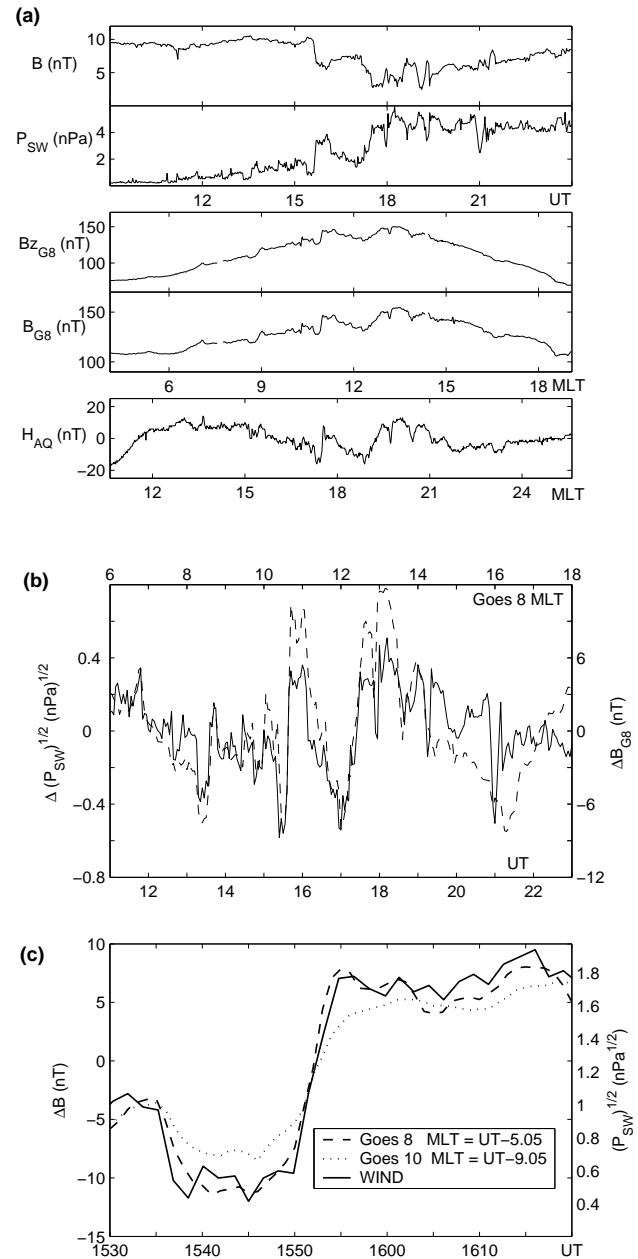 (a)
10
5
B (nT)
4
2
P_SW (nPa)
12 15 18 21 UT
150
100
Bz_G8 (nT)
150
100
B_G8 (nT)
6 9 12 15 18 MLT
20
0
−20
H_AQ (nT)
12 15 18 21 24 MLT
(b)
6 8 10 12 14 16 18
Goes 8 MLT
0.4
0
−0.4
−0.8
Δ (P_SW)^1/2 (nPa)^1/2
6
0
−6
−12
ΔB_G8 (nT)
UT
12 14 16 18 20 22
(c)
10
5
0
−5
−10
−15
ΔB (nT)
1.8
1.6
1.4
1.2
1
0.8
0.6
0.4
(P_SW)^1/2 (nPa^1/2)
Goes 8 MLT = UT−5.05
Goes 10 MLT = UT−9.05
WIND
1530 1540 1550 1600 1610 UT